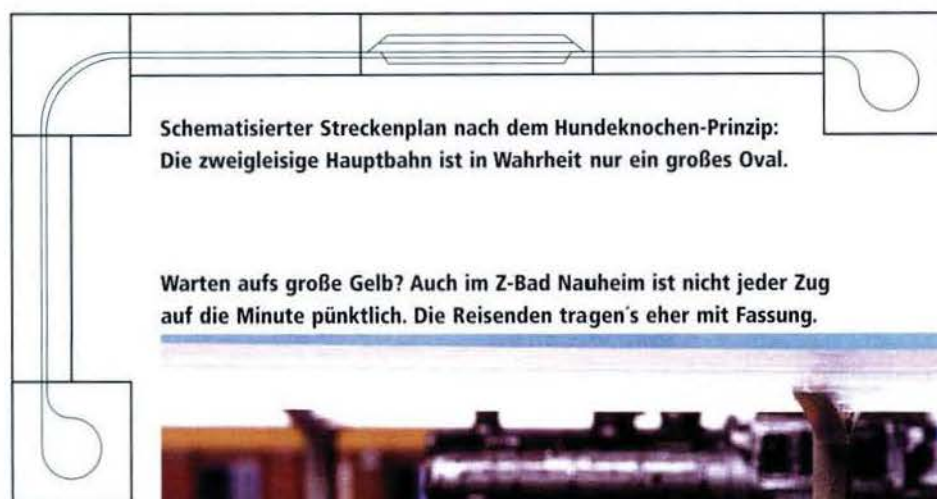 Schematisierter Streckenplan nach dem Hundeknochen-Prinzip:
Die zweigleisige Hauptbahn ist in Wahrheit nur ein großes Oval.
Warten aufs große Gelb? Auch im Z-Bad Nauheim ist nicht jeder Zug
auf die Minute pünktlich. Die Reisenden tragen´s eher mit Fassung.